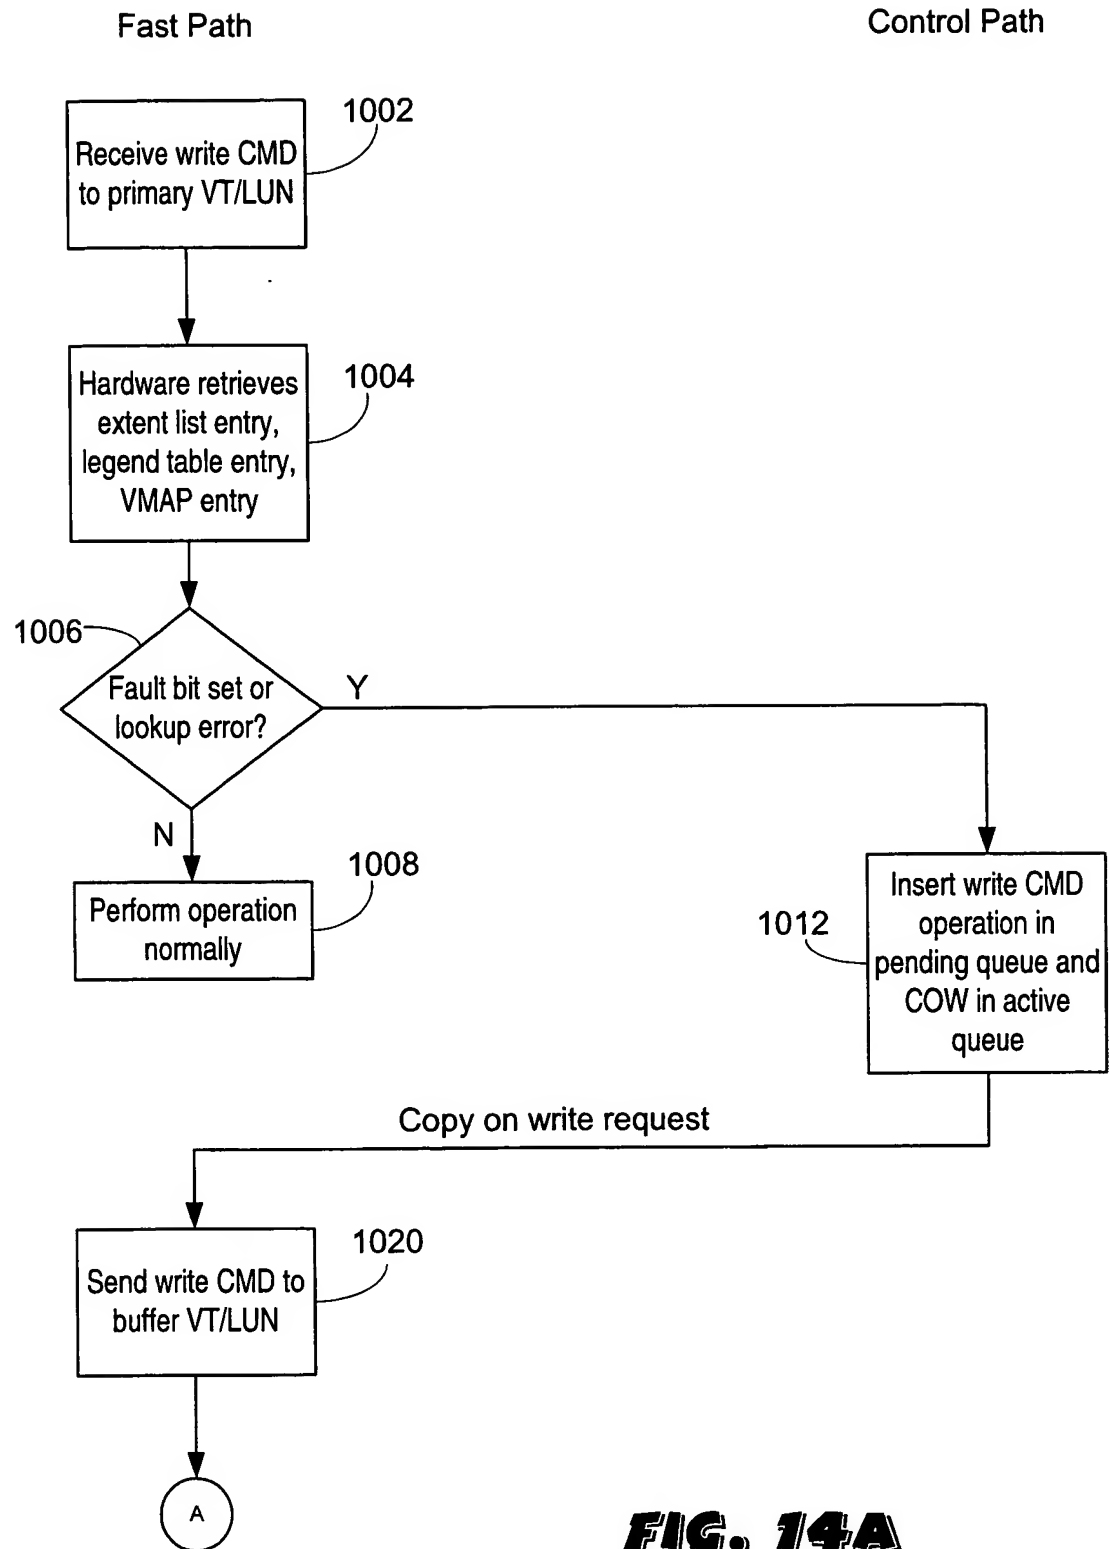 Fast Path
Control Path
1002
Receive write CMD
to primary VT/LUN
1004
Hardware retrieves
extent list entry,
legend table entry,
VMAP entry
1006
Fault bit set or
lookup error?
Y
N
1008
Perform operation
normally
1012
Insert write CMD
operation in
pending queue and
COW in active
queue
Copy on write request
1020
Send write CMD to
buffer VT/LUN
A
FIG. 14A